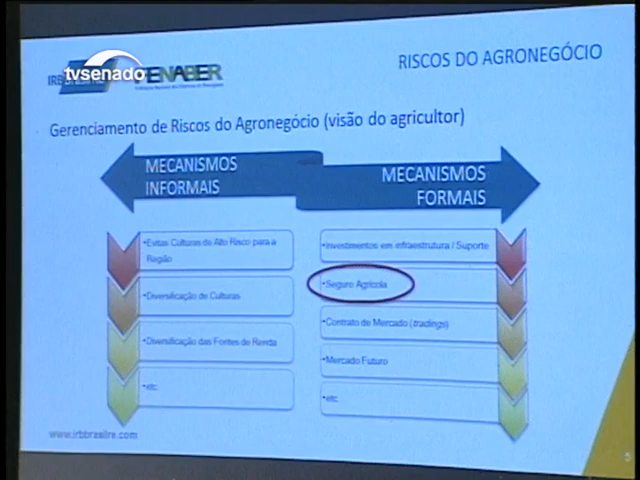 RISCOS DO AGRONEGÓCIO
tvsenado
FENABER
Gerenciamento de Riscos do Agronegócio (visão do agricultor)
MECANISMOS
INFORMAIS
MECANISMOS
FORMAIS
•Evitas Culturas de Alto Risco para a
Região
•Diversificação de Culturas
•Diversificação das Fontes de Renda
•etc
•Investimentos em infraestrutura / Suporte
•Seguro Agrícola
•Contrato de Mercado (tradings)
•Mercado Futuro
•etc
www.irbbrasilre.com